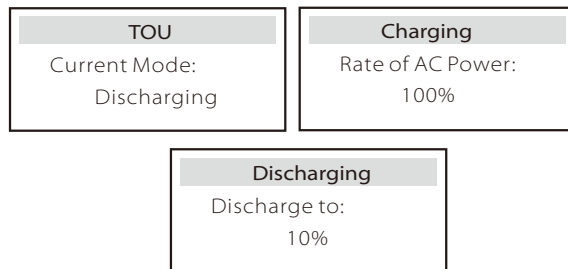 TOU
Current Mode:
Discharging
Charging
Rate of AC Power:
100%
Discharging
Discharge to:
10%